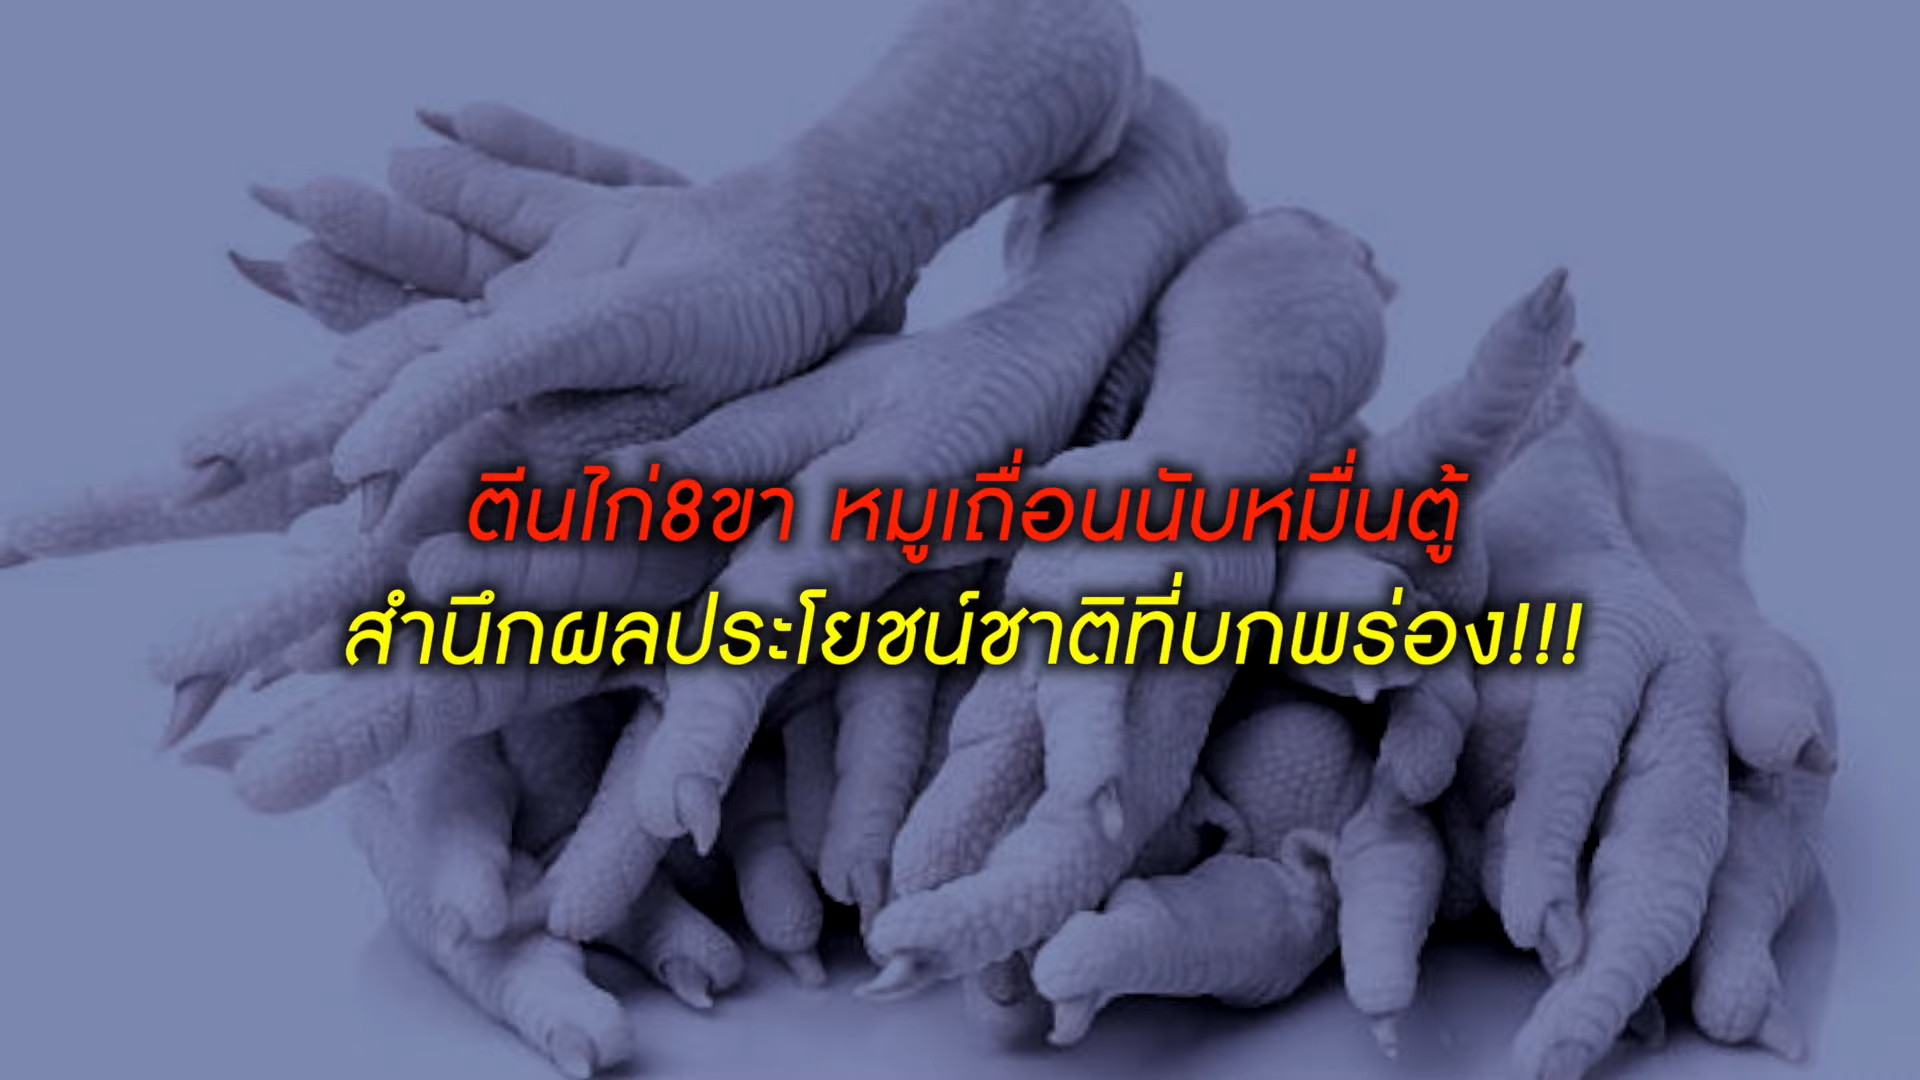 ตีนไก่8ขา หมูเถื่อนนับหมื่นตู้
สำนึกผลประโยชน์ชาติที่บกพร่อง!!!